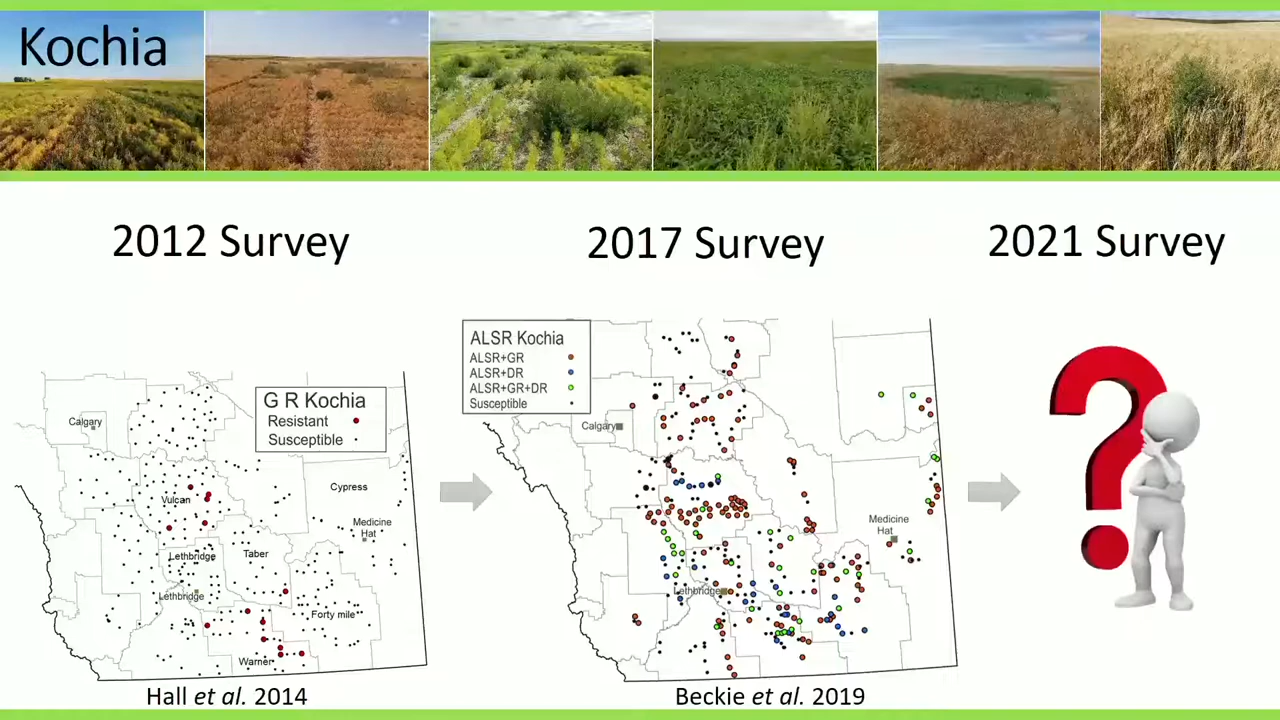 Kochia
2012 Survey
2017 Survey
2021 Survey
G R Kochia
Resistant
Susceptible
Calgary
Vulcan
Cypress
Medicine
Hat
Lethbridge
Taber
Lethbridge
Forty mile
Warner
Hall et al. 2014
ALSR Kochia
ALSR+GR
ALSR+DR
ALSR+GR+DR
Susceptible
Calgary
Medicine
Hat
Lethbridge
Beckie et al. 2019